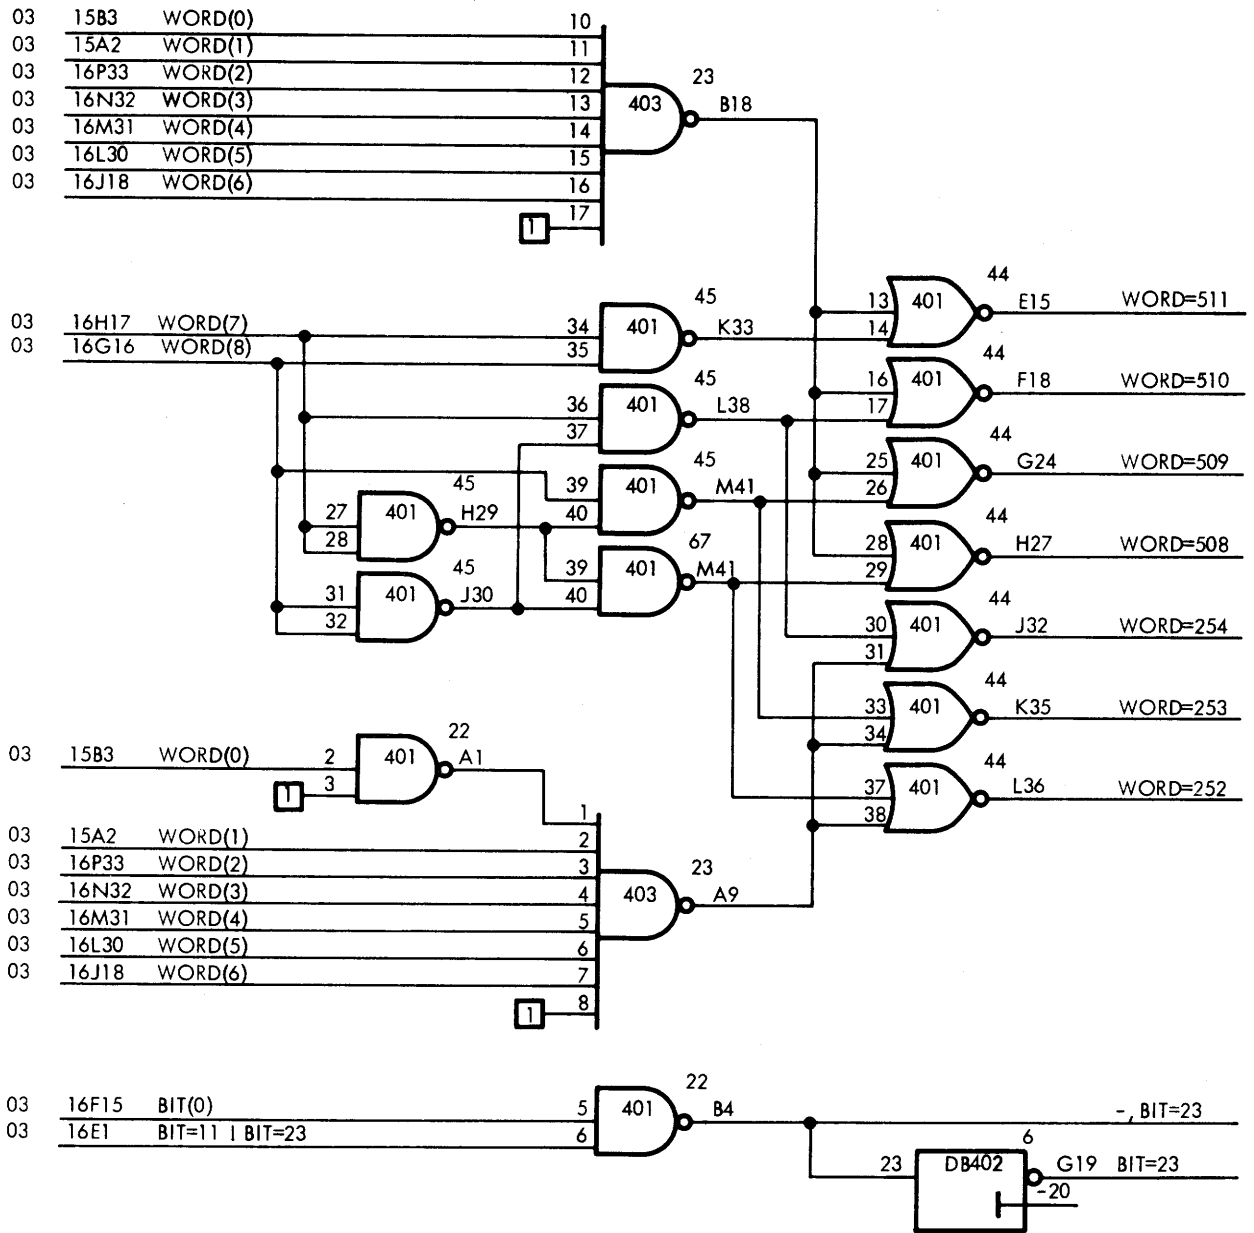 03 15B3 WORD(0) 10
03 15A2 WORD(1) 11
03 16P33 WORD(2) 12
03 16N32 WORD(3) 13
03 16M31 WORD(4) 14
03 16L30 WORD(5) 15
03 16J18 WORD(6) 16
1 17
403 23 B18
03 16H17 WORD(7) 34
03 16G16 WORD(8) 35
401 45 K33
36 37 401 45 L38
39 40 401 45 M41
39 40 401 67 M41
27 28 401 45 H29
31 32 401 45 J30
13 14 401 44 E15 WORD=511
16 17 401 44 F18 WORD=510
25 26 401 44 G24 WORD=509
28 29 401 44 H27 WORD=508
30 31 401 44 J32 WORD=254
33 34 401 44 K35 WORD=253
37 38 401 44 L36 WORD=252
03 15B3 WORD(0) 2 401 22 A1
1 3
1
03 15A2 WORD(1) 2
03 16P33 WORD(2) 3
03 16N32 WORD(3) 4
03 16M31 WORD(4) 5
03 16L30 WORD(5) 6
03 16J18 WORD(6) 7
1 8
403 23 A9
03 16F15 BIT(0) 5
03 16E1 BIT=11 | BIT=23 6
401 22 B4 -, BIT=23
23 DB402 6 G19 BIT=23
-20